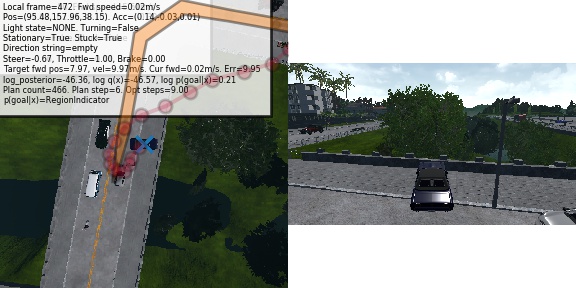 Local frame=472. Fwd speed=0.02m/s
Pos=(95.48,157.96,38.15). Acc=(0.14,-0.03,0.01)
Light state=NONE. Turning=False
Stationary=True. Stuck=True
Direction string=empty
Steer=-0.67, Throttle=1.00, Brake=0.00
Target fwd pos=7.97, vel=9.97m/s. Cur fwd=0.02m/s. Err=9.95
log_posterior=-46.36, log q(x)=-46.57, log p(goal|x)=0.21
Plan count=466. Plan step=6. Opt steps=9.00
p(goal|x)=RegionIndicator